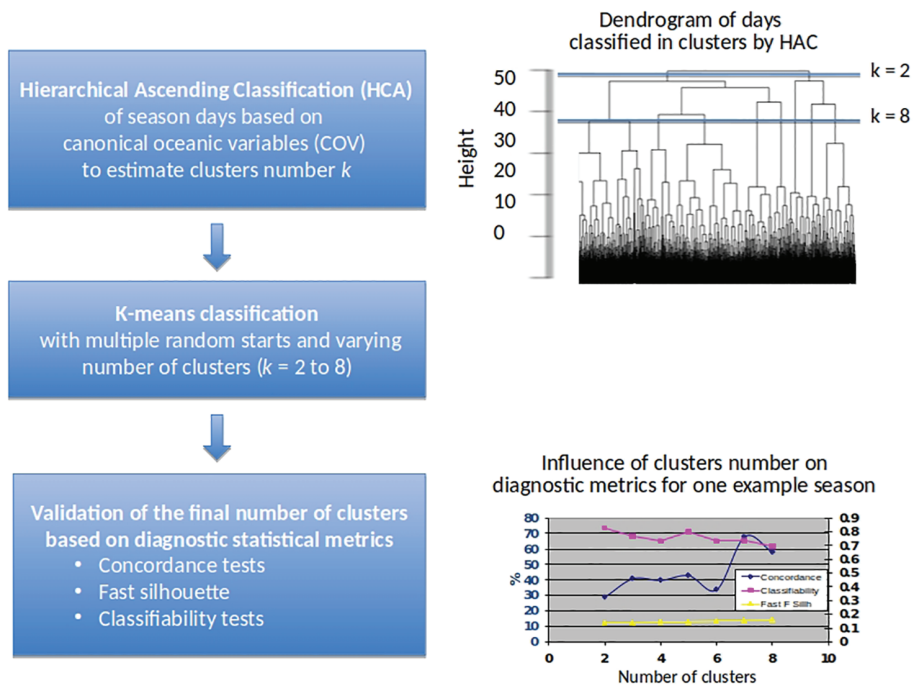 Hierarchical Ascending Classification (HCA)
of season days based on
canonical oceanic variables (COV)
to estimate clusters number k
K-means classification
with multiple random starts and varying
number of clusters (k = 2 to 8)
Validation of the final number of clusters
based on diagnostic statistical metrics
• Concordance tests
• Fast silhouette
• Classifiability tests
Dendrogram of days
classified in clusters by HAC
Height
50
40
30
20
10
0
k = 2
k = 8
Influence of clusters number on
diagnostic metrics for one example season
%
80
70
60
50
40
30
20
10
0
0.9
0.8
0.7
0.6
0.5
0.4
0.3
0.2
0.1
0
Concordance
Classifiability
Fast F Sillh
0 2 4 6 8 10
Number of clusters